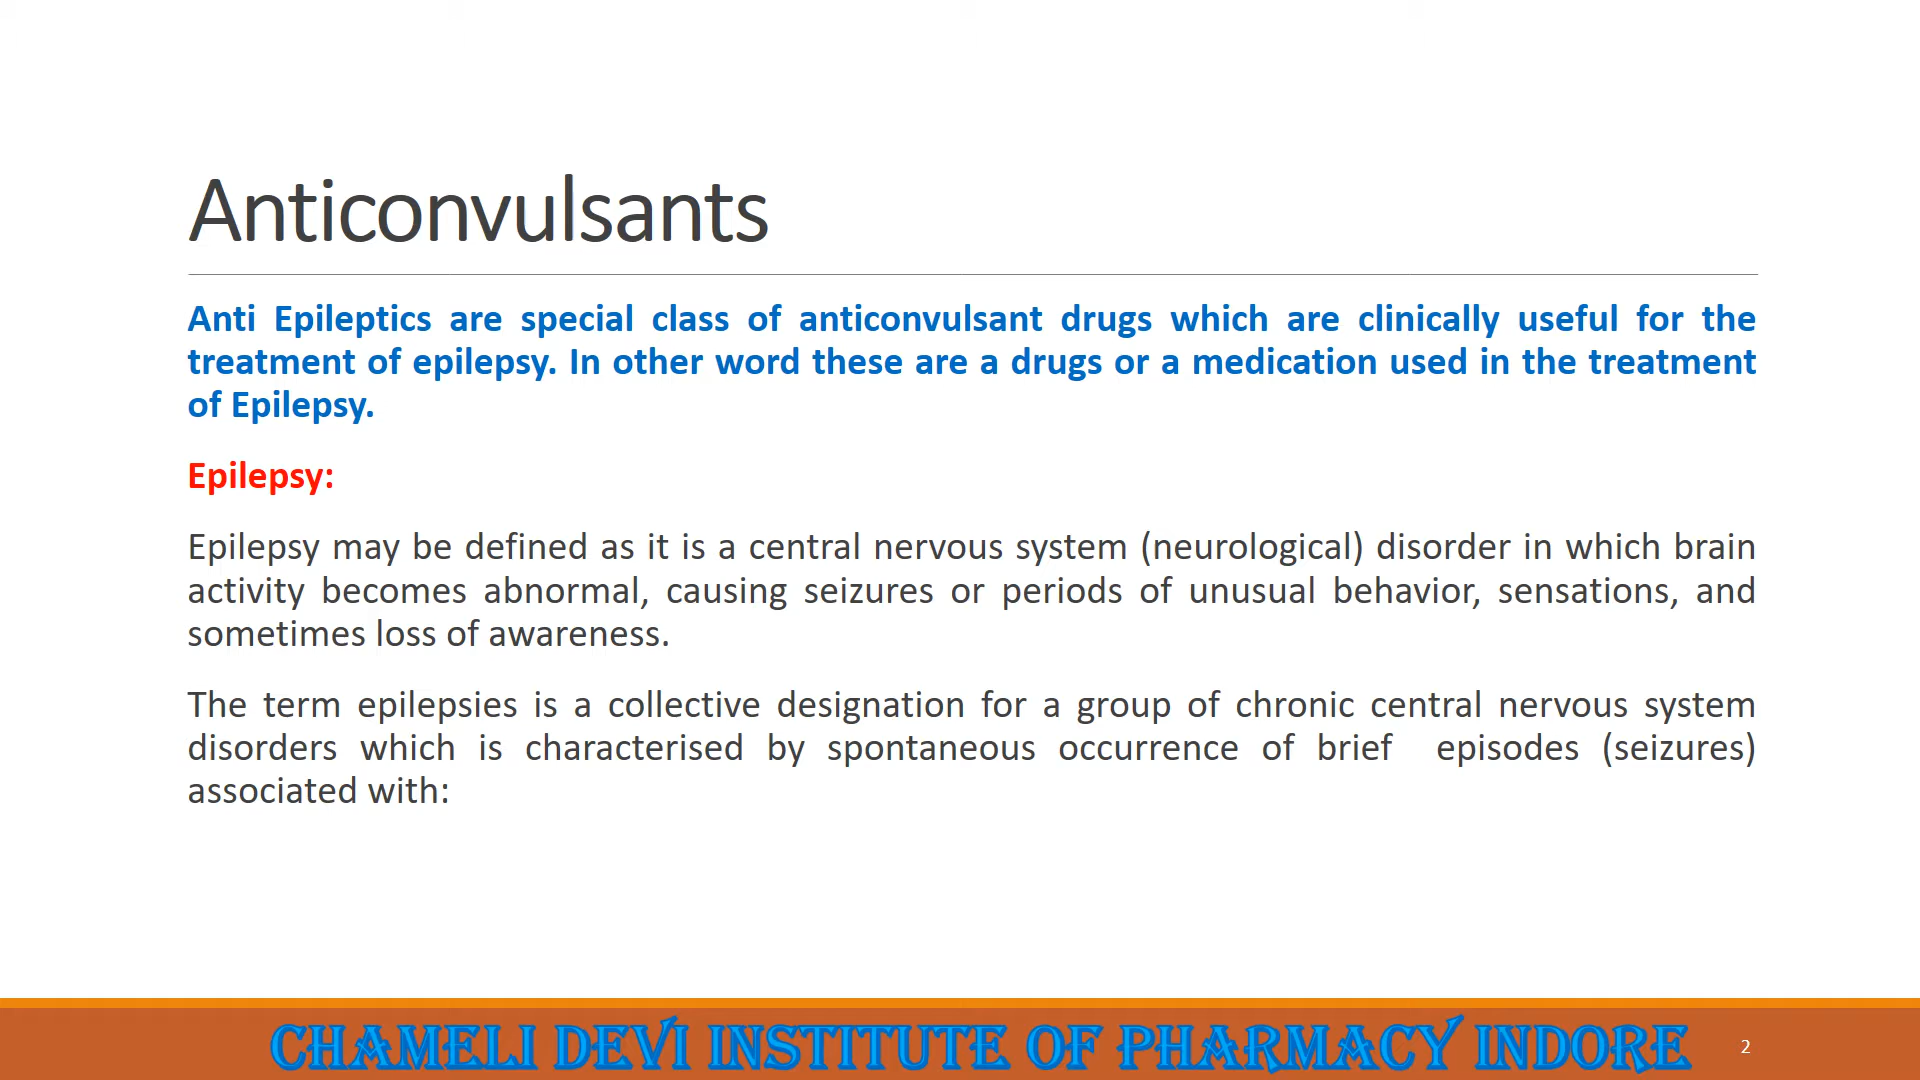 Anticonvulsants
Anti Epileptics are special class of anticonvulsant drugs which are clinically useful for the
treatment of epilepsy. In other word these are a drugs or a medication used in the treatment
of Epilepsy.
Epilepsy:
Epilepsy may be defined as it is a central nervous system (neurological) disorder in which brain
activity becomes abnormal, causing seizures or periods of unusual behavior, sensations, and
sometimes loss of awareness.
The term epilepsies is a collective designation for a group of chronic central nervous system
disorders which is characterised by spontaneous occurrence of brief episodes (seizures)
associated with:
CHAMELI DEVI INSTITUTE OF PHARMACY INDORE
2